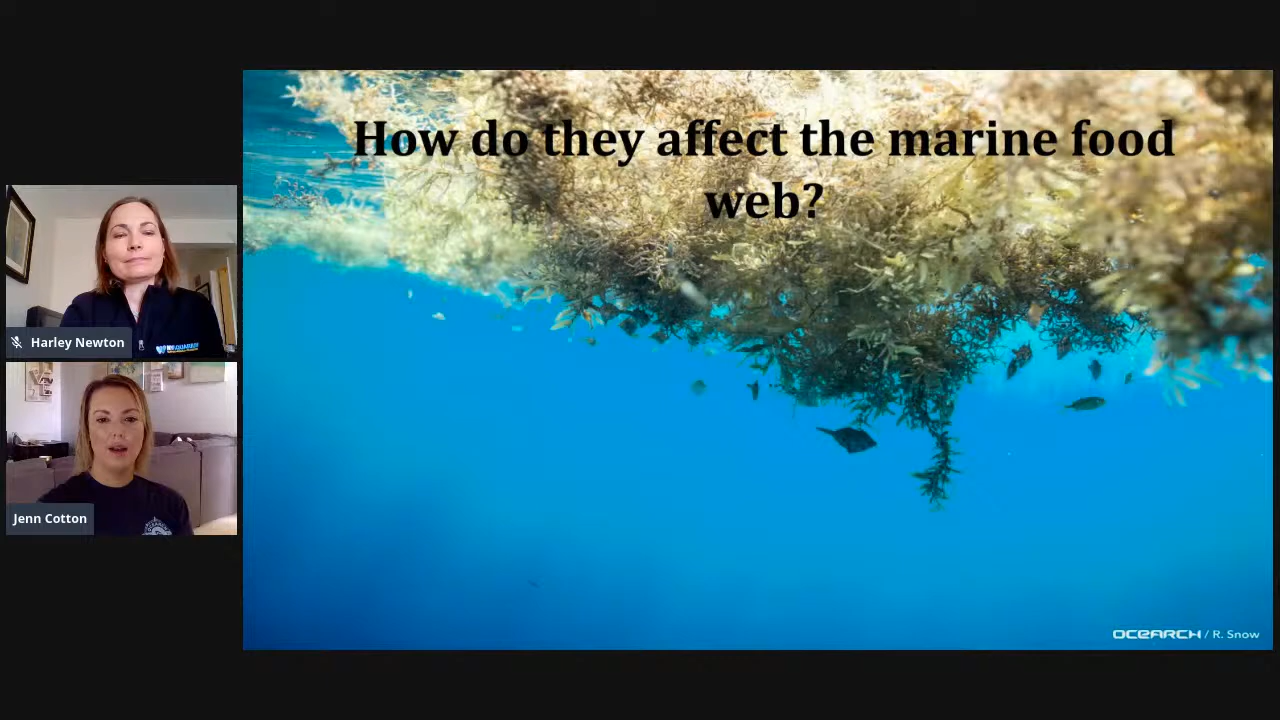 How do they affect the marine food
web?
Harley Newton
Jenn Cotton
OCEARCH / R. Snow